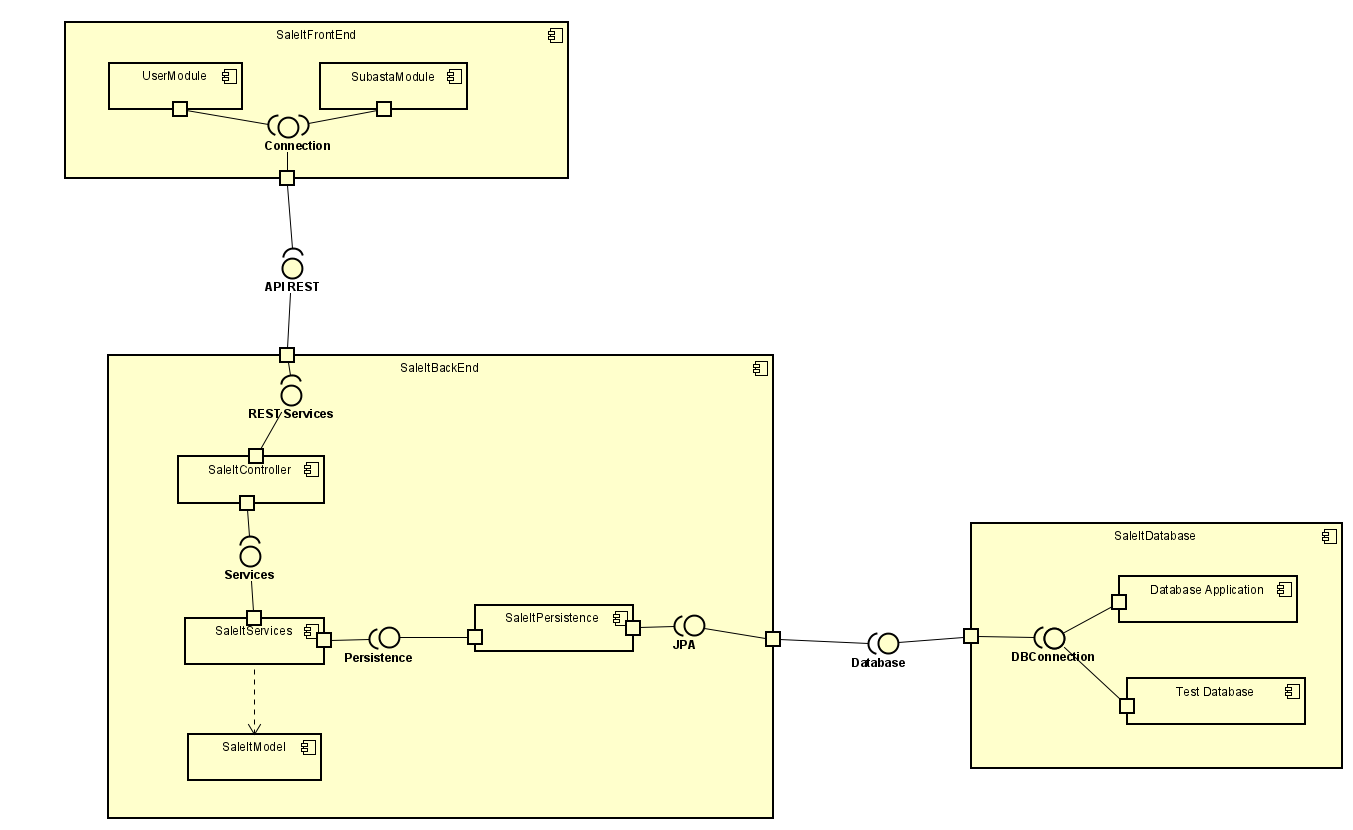 SaleItFrontEnd
UserModule
SubastaModule
Connection
API REST
SaleItBackEnd
REST Services
SaleItController
Services
SaleItServices
Persistence
SaleItPersistence
JPA
SaleItModel
Database
SaleItDatabase
Database Application
DBConnection
Test Database